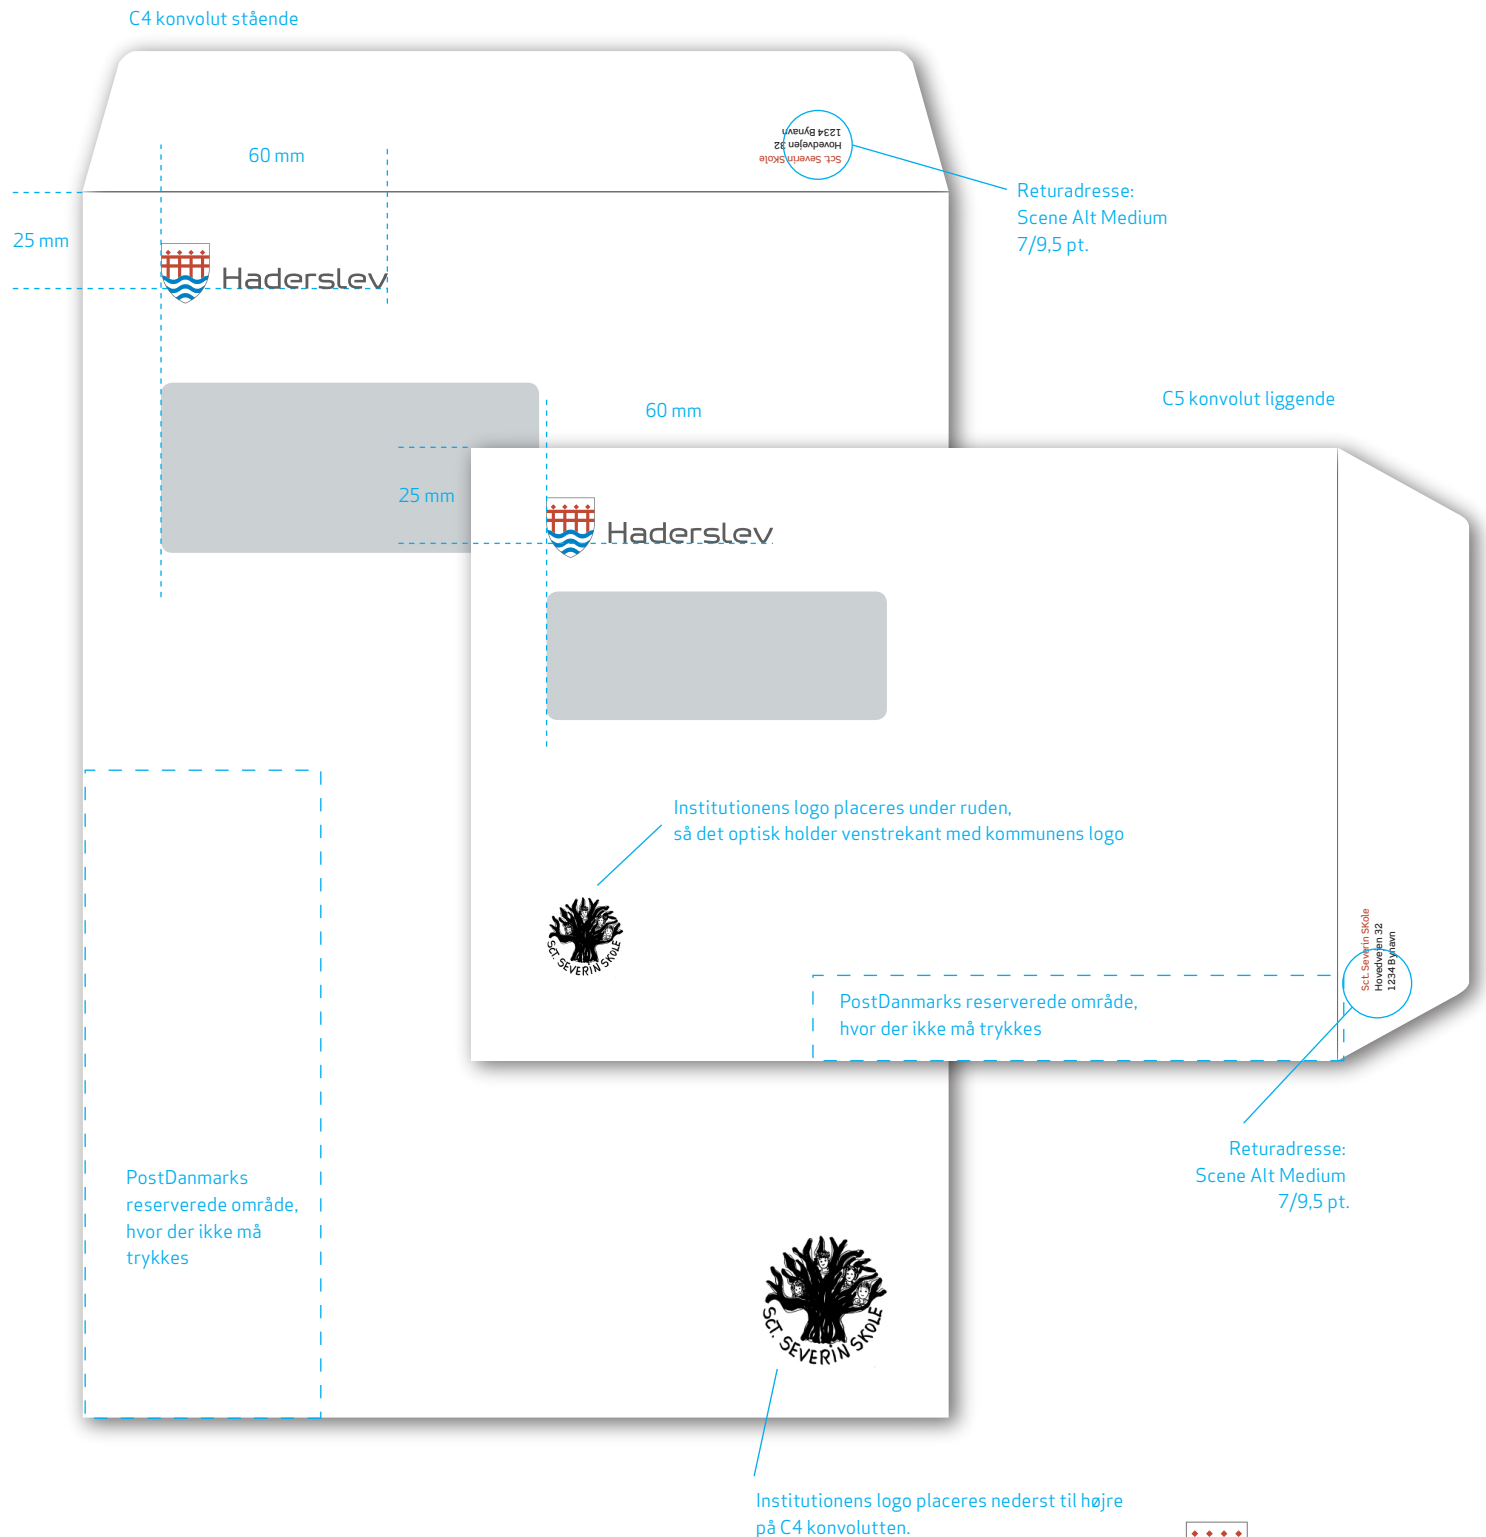 C4 konvolut stående
Sct. Severin SKole
Hovedvejen 32
1234 Bynavn
60 mm
Returadresse:
Scene Alt Medium
7/9,5 pt.
25 mm
Haderslev
C5 konvolut liggende
60 mm
25 mm
Haderslev
Institutionens logo placeres under ruden,
så det optisk holder venstrekant med kommunens logo
SCT. SEVERIN SKOLE
Sct. Severin SKole
Hovedvejen 32
1234 Bynavn
PostDanmarks reserverede område,
hvor der ikke må trykkes
Returadresse:
Scene Alt Medium
7/9,5 pt.
PostDanmarks
reserverede område,
hvor der ikke må
trykkes
SCT. SEVERIN SKOLE
Institutionens logo placeres nederst til højre
på C4 konvolutten.